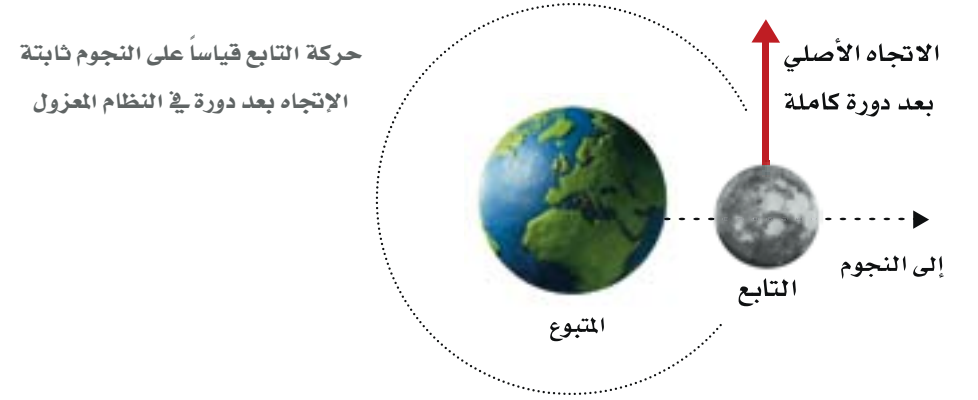 حركة التابع قياساً على النجوم ثابتة
الإتجاه بعد دورة في النظام المعزول
الاتجاه الأصلي
بعد دورة كاملة
إلى النجوم
التابع
المتبوع